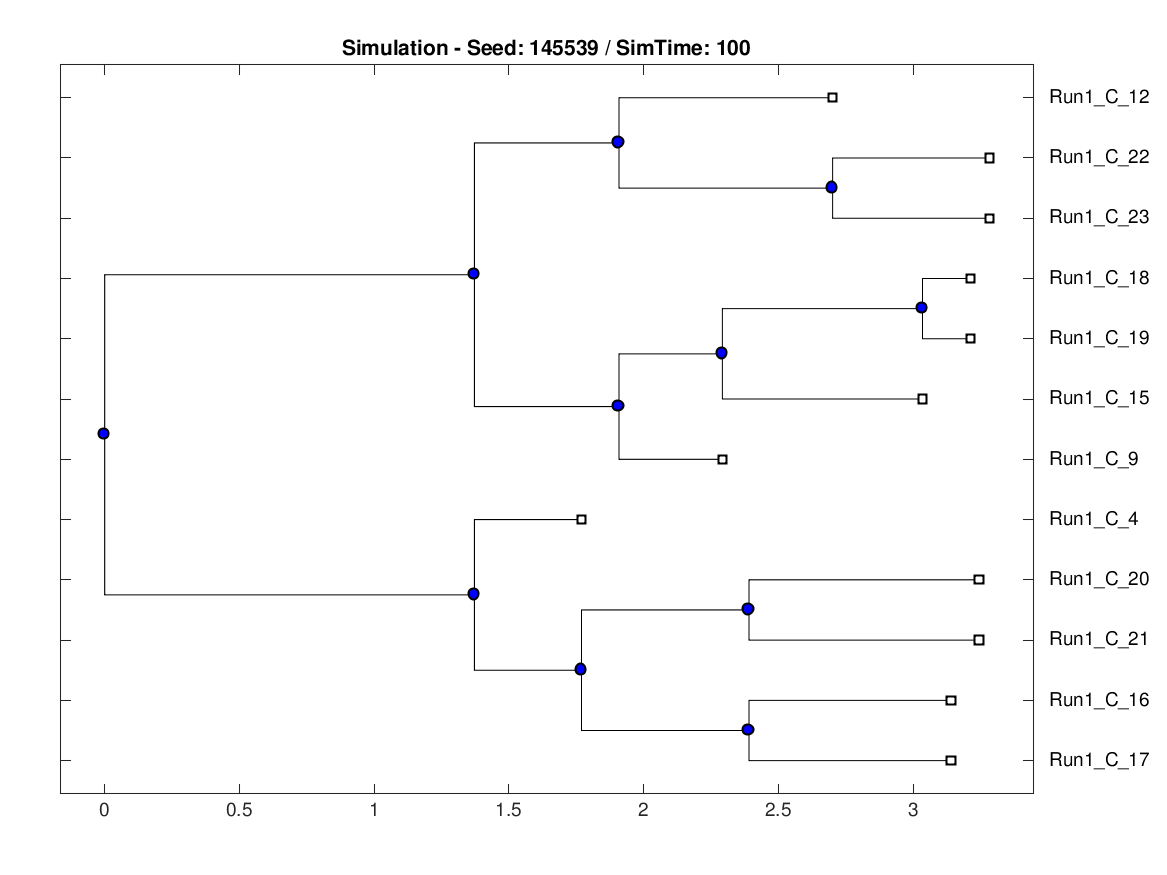 Simulation - Seed: 145539 / SimTime: 100
Run1_C_12
Run1_C_22
Run1_C_23
Run1_C_18
Run1_C_19
Run1_C_15
Run1_C_9
Run1_C_4
Run1_C_20
Run1_C_21
Run1_C_16
Run1_C_17
0 0.5 1 1.5 2 2.5 3